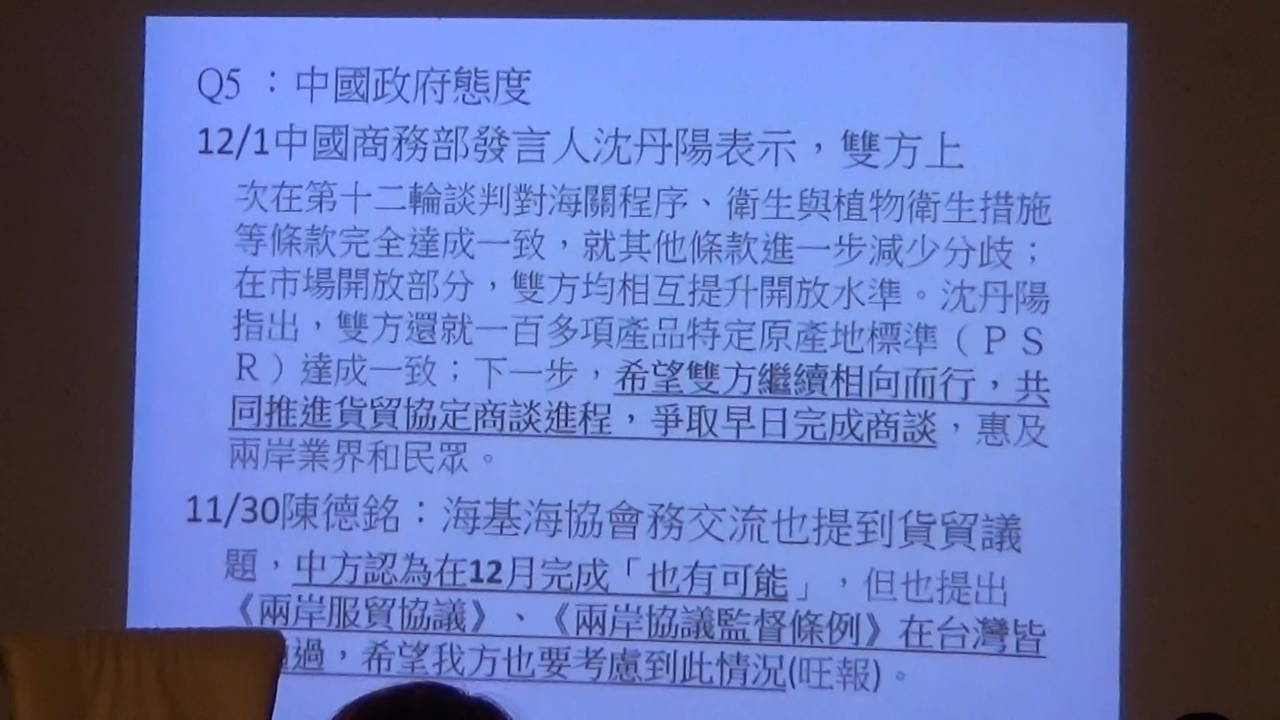 Q5 ：中國政府態度
12/1中國商務部發言人沈丹陽表示，雙方上
次在第十二輪談判對海關程序、衛生與植物衛生措施
等條款完全達成一致，就其他條款進一步減少分歧；
在市場開放部分，雙方均相互提升開放水準。沈丹陽
指出，雙方還就一百多項產品特定原產地標準（ＰＳ
Ｒ）達成一致；下一步，希望雙方繼續相向而行，共
同推進貨貿協定商談進程，爭取早日完成商談，惠及
兩岸業界和民眾。
11/30陳德銘：海基海協會務交流也提到貨貿議
題，中方認為在12月完成「也有可能」，但也提出
《兩岸服貿協議》、《兩岸協議監督條例》在台灣皆
過，希望我方也要考慮到此情況(旺報)。